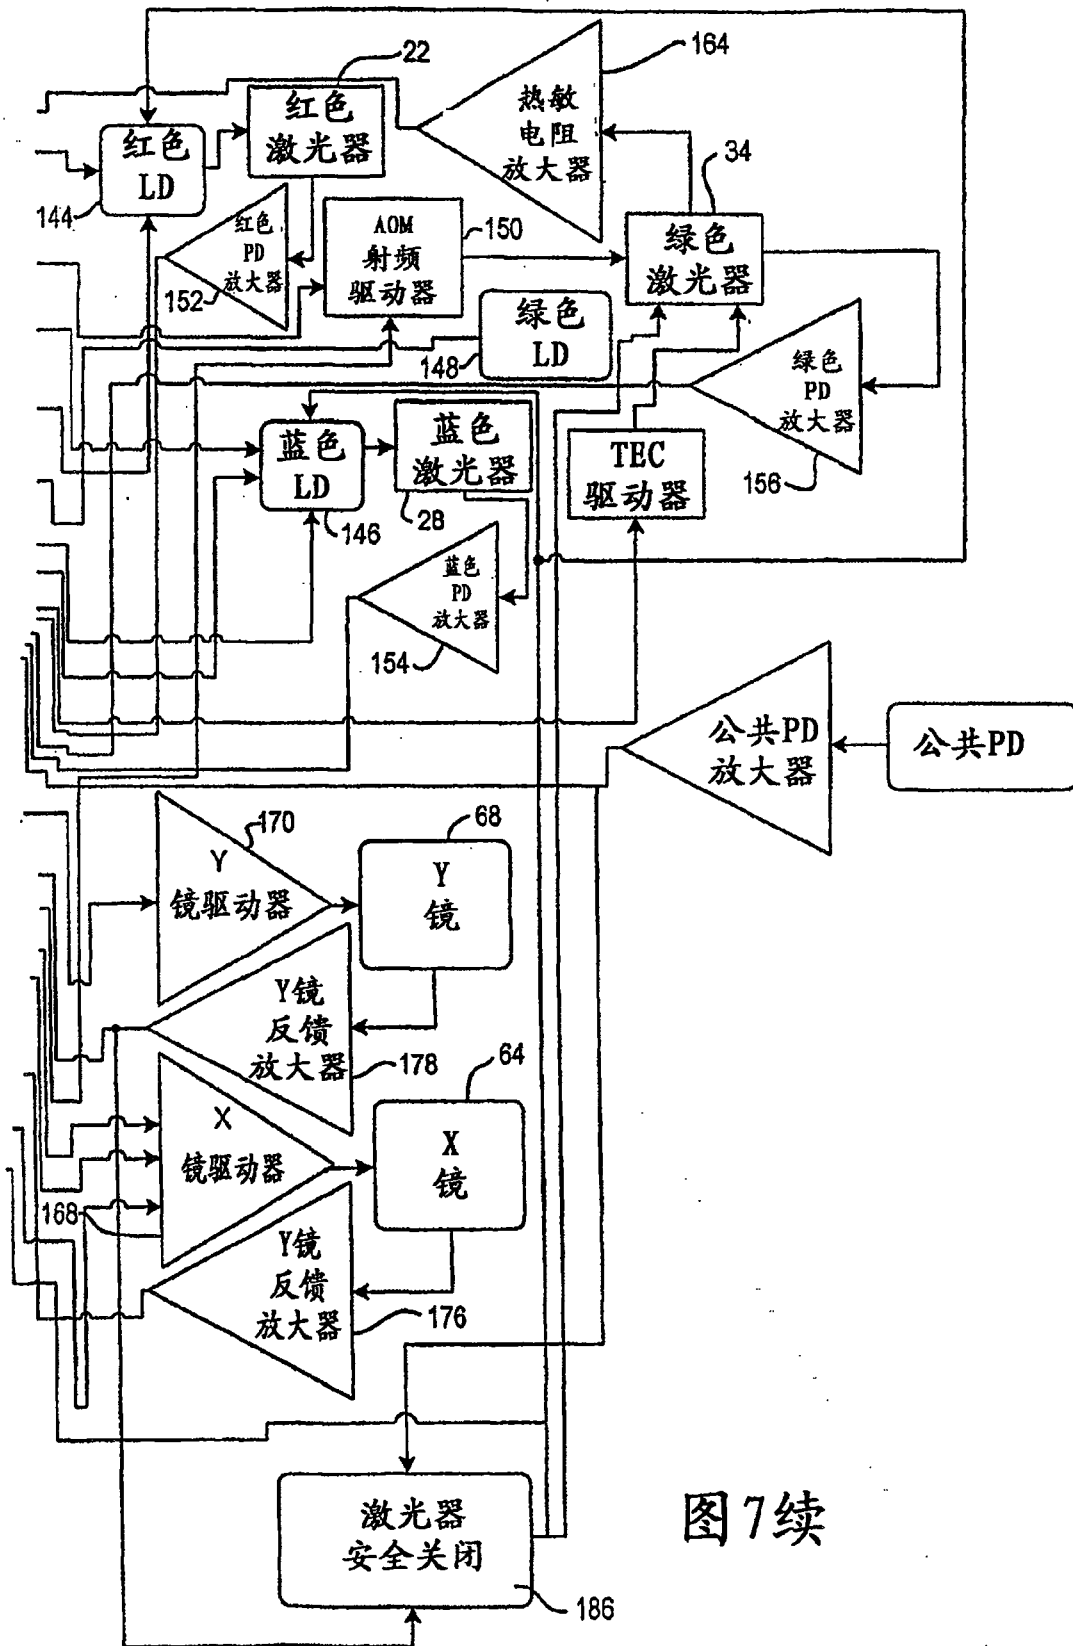 22
164
红色
激光器
热敏
电阻
放大器
红色
LD
34
144
红色
PD
放大器
152
AOM
射频
驱动器
150
绿色
激光器
绿色
LD
148
绿色
PD
放大器
156
蓝色
LD
146
蓝色
激光器
28
TEC
驱动器
蓝色
PD
放大器
154
公共PD
放大器
公共PD
170
Y
镜驱动器
68
Y
镜
Y镜
反馈
放大器
178
64
X
镜驱动器
168
X
镜
Y镜
反馈
放大器
176
激光器
安全关闭
186
图7续